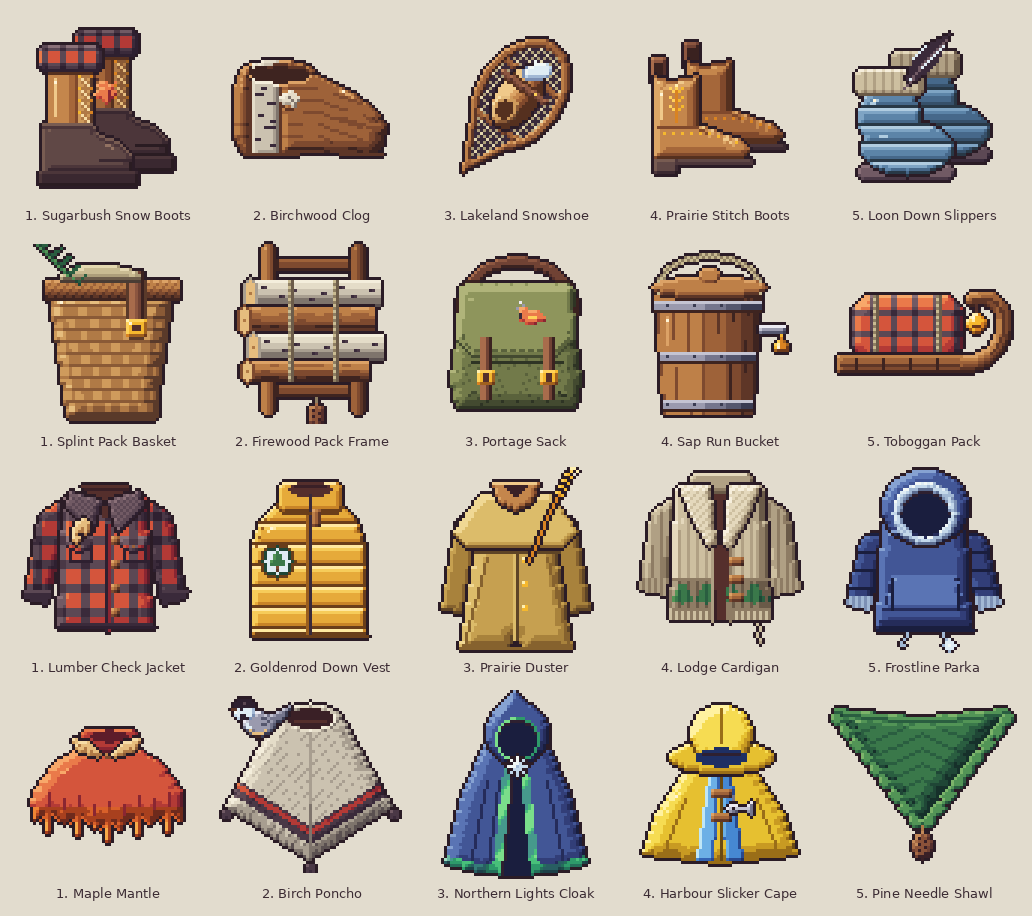 1. Sugarbush Snow Boots
2. Birchwood Clog
3. Lakeland Snowshoe
4. Prairie Stitch Boots
5. Loon Down Slippers
1. Splint Pack Basket
2. Firewood Pack Frame
3. Portage Sack
4. Sap Run Bucket
5. Toboggan Pack
1. Lumber Check Jacket
2. Goldenrod Down Vest
3. Prairie Duster
4. Lodge Cardigan
5. Frostline Parka
1. Maple Mantle
2. Birch Poncho
3. Northern Lights Cloak
4. Harbour Slicker Cape
5. Pine Needle Shawl